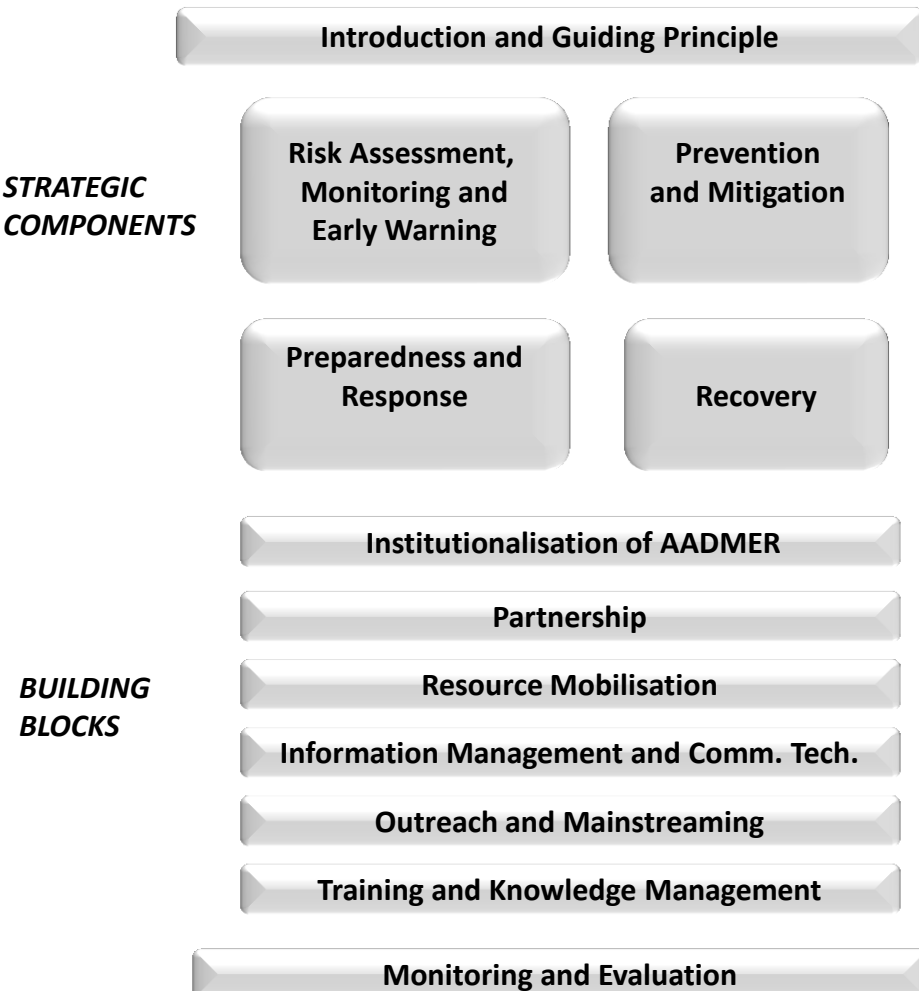 Introduction and Guiding Principle
STRATEGIC
COMPONENTS
Risk Assessment,
Monitoring and
Early Warning
Prevention
and Mitigation
Preparedness and
Response
Recovery
BUILDING
BLOCKS
Institutionalisation of AADMER
Partnership
Resource Mobilisation
Information Management and Comm. Tech.
Outreach and Mainstreaming
Training and Knowledge Management
Monitoring and Evaluation